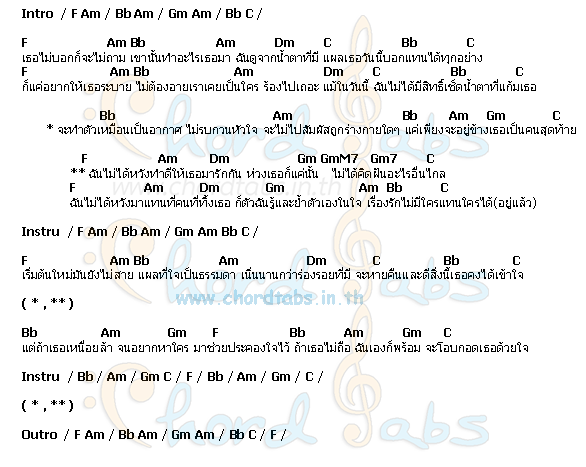 Intro / F Am / Bb Am / Gm Am / Bb C /
F Am Bb Am Dm C Bb C
เธอไม่บอกก็จะไม่ถาม เขานั้นทำอะไรเธอมา ฉันดูจากน้ำตาที่มี แผลเธอวันนี้บอกแทนได้ทุกอย่าง
F Am Bb Am Dm C Bb C
ก็แค่อยากให้เธอระบาย ไม่ต้องอายเราเคยเป็นใคร ร้องไปเถอะ แม้ในวันนี้ ฉันไม่ได้มีสิทธิ์เช็ดน้ำตาที่แก้มเธอ
Bb Am Bb Am Gm C
* จะทำตัวเหมือนเป็นอากาศ ไม่รบกวนหัวใจ จะไม่ไปสัมผัสถูกร่างกายใดๆ แค่เพียงจะอยู่ข้างเธอเป็นคนสุดท้าย
F Am Dm Gm GmM7 Gm7 C
** ฉันไม่ได้หวังทำดีให้เธอมารักกัน ห่วงเธอก็แค่นั้น ไม่ได้คิดฝันอะไรอื่นไกล
F Am Dm Gm Am Bb C
ฉันไม่ได้หวังมาแทนที่คนที่ทิ้งเธอ ก็ตัวฉันรู้และย้ำตัวเองในใจ เรื่องรักไม่มีใครแทนใครได้(อยู่แล้ว)
Instru / F Am / Bb Am / Gm Am Bb C /
F Am Bb Am Dm C Bb C
เริ่มต้นใหม่มันยังไม่สาย แผลที่ใจเป็นธรรมดา เนิ่นนานกว่าร่องรอยที่มี จะหายคืนและดีสิ่งนี้เธอคงได้เข้าใจ
www.chordtabs.in.th
( * , ** )
Bb Am Gm F Bb Am Gm C
แต่ถ้าเธอเหนื่อยล้า จนอยากหาใคร มาช่วยประคองใจไว้ ถ้าเธอไม่ถือ ฉันเองก็พร้อม จะโอบกอดเธอด้วยใจ
Instru / Bb / Am / Gm C / F / Bb / Am / Gm / C /
( * , ** )
Chord Tabs
Outro / F Am / Bb Am / Gm Am / Bb C / F /